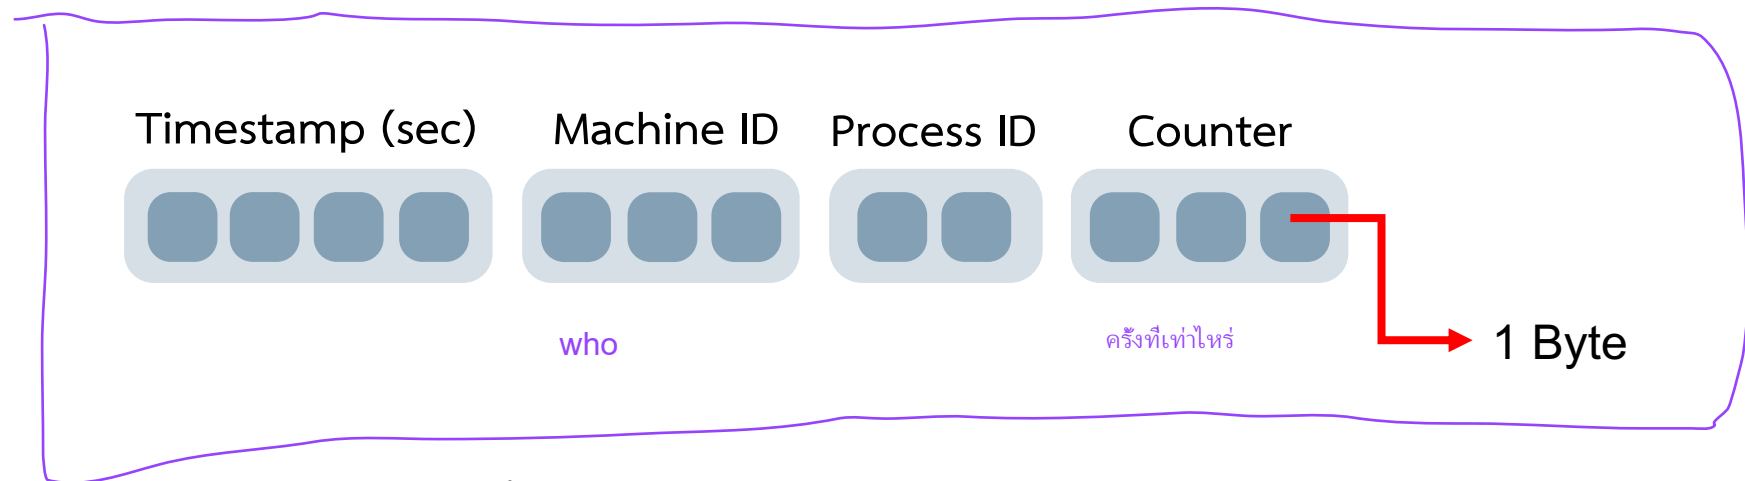 Timestamp (sec) Machine ID Process ID Counter
who ครั้งที่เท่าไหร่ 1 Byte